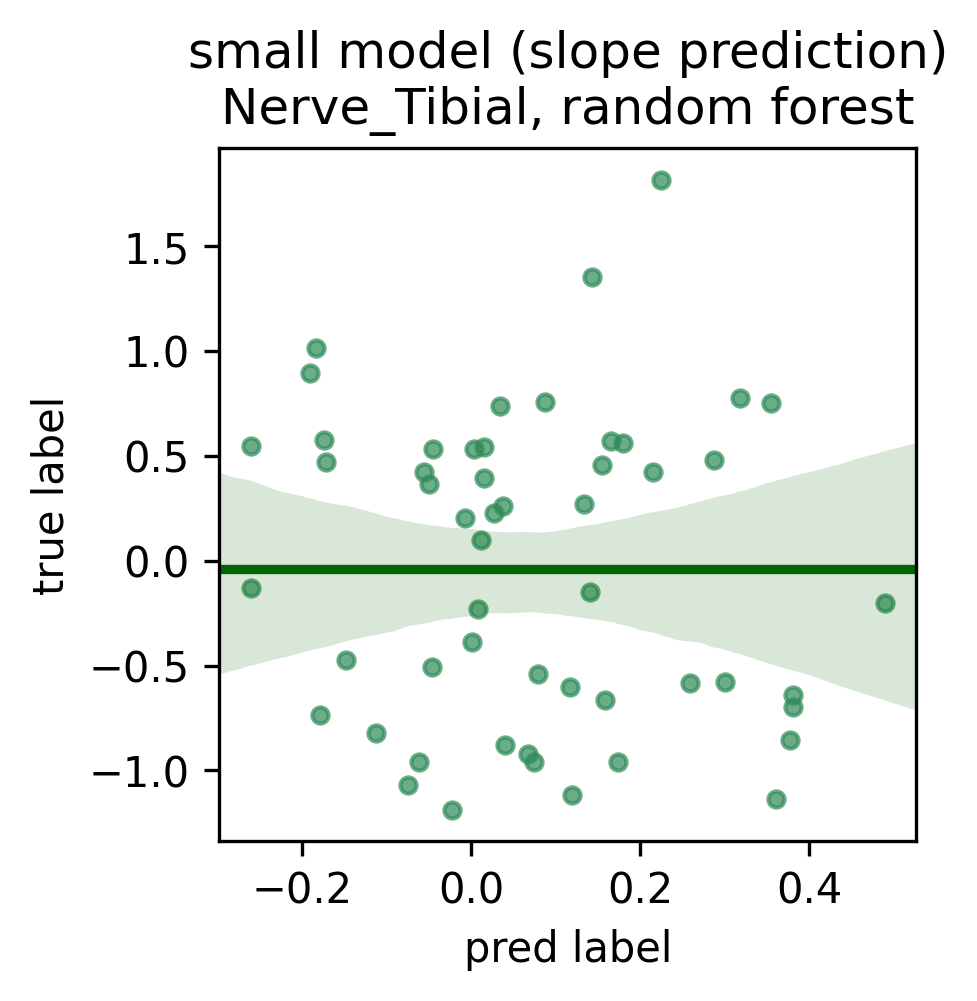 small model (slope prediction)
Nerve_Tibial, random forest
1.5
1.0
0.5
0.0
−0.5
−1.0
true label
−0.2
0.0
0.2
0.4
pred label